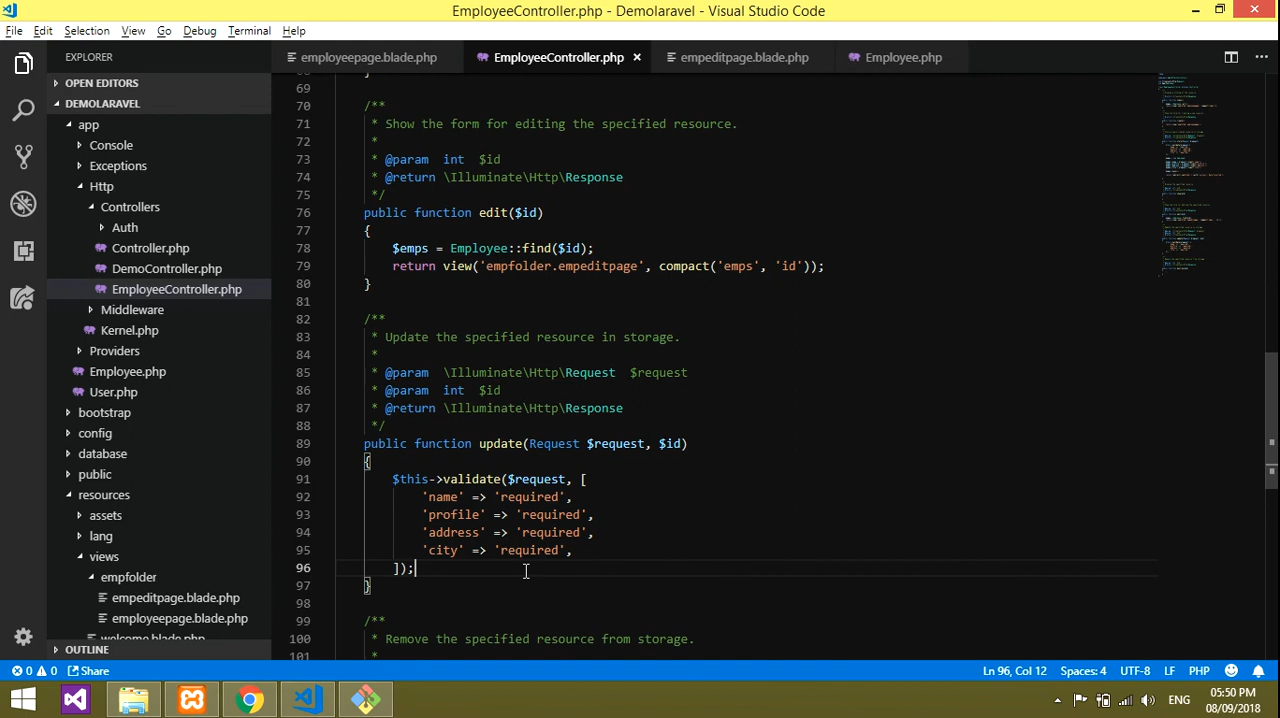 EmployeeController.php - Demolaravel - Visual Studio Code
File Edit Selection View Go Debug Terminal Help
EXPLORER
employeepage.blade.php EmployeeController.php × empeditpage.blade.php Employee.php
OPEN EDITORS
DEMOLARAVEL
app
Console
Exceptions
Http
Controllers
Auth
Controller.php
DemoController.php
EmployeeController.php
Middleware
Kernel.php
Providers
Employee.php
User.php
bootstrap
config
database
public
resources
assets
lang
views
empfolder
empeditpage.blade.php
employeepage.blade.php
welcome.blade.php
OUTLINE
68 }
69
70 /**
71 * Show the form for editing the specified resource.
72 *
73 * @param int $id
74 * @return \Illuminate\Http\Response
75 */
76 public function edit($id)
77 {
78 $emps = Employee::find($id);
79 return view('empfolder.empeditpage', compact('emps', 'id'));
80 }
81
82 /**
83 * Update the specified resource in storage.
84 *
85 * @param \Illuminate\Http\Request $request
86 * @param int $id
87 * @return \Illuminate\Http\Response
88 */
89 public function update(Request $request, $id)
90 {
91 $this->validate($request, [
92 'name' => 'required',
93 'profile' => 'required',
94 'address' => 'required',
95 'city' => 'required',
96 ]);
97 }
98
99 /**
100 * Remove the specified resource from storage.
101 *
0 0 Share
Ln 96, Col 12 Spaces: 4 UTF-8 LF PHP
ENG
05:50 PM
08/09/2018